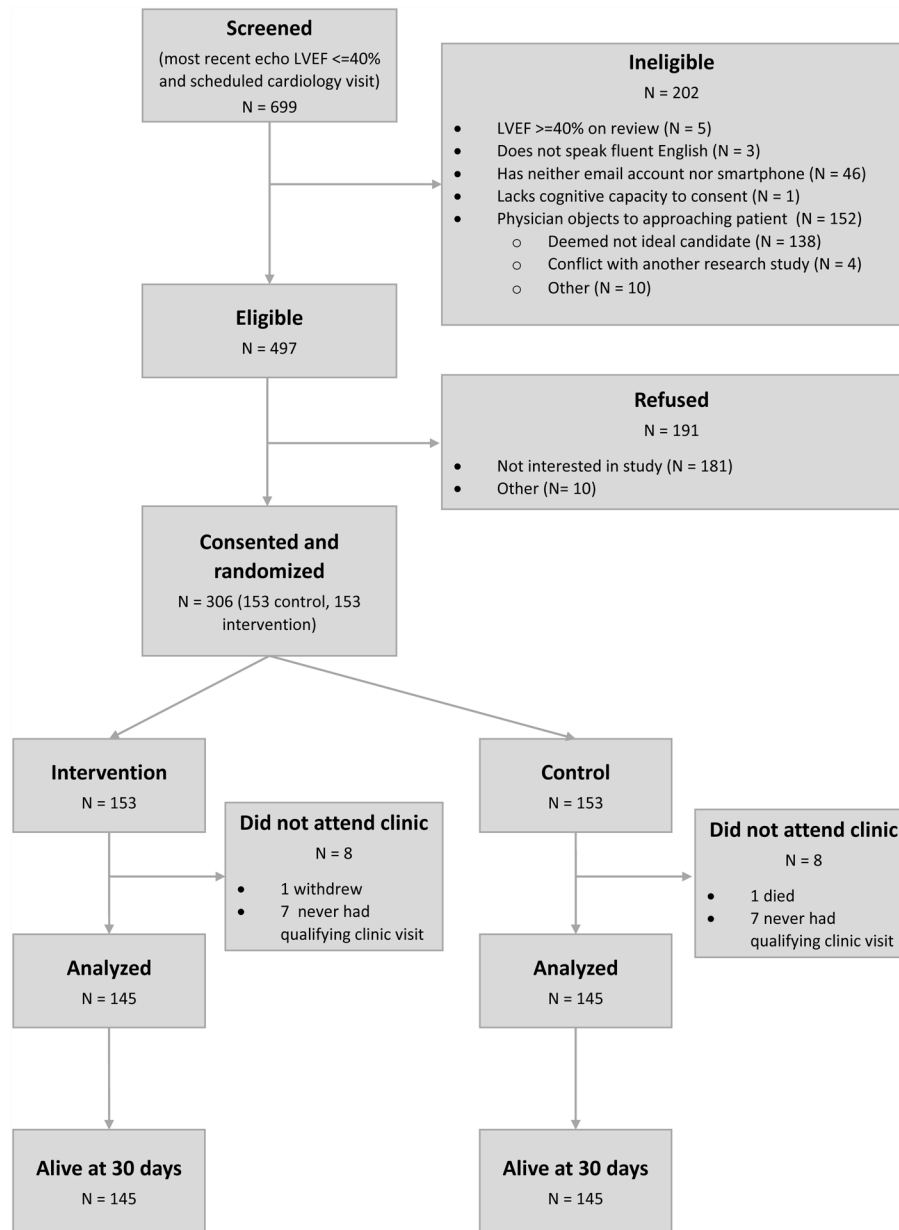 Screened
(most recent echo LVEF <=40%
and scheduled cardiology visit)
N = 699
Ineligible
N = 202
• LVEF >=40% on review (N = 5)
• Does not speak fluent English (N = 3)
• Has neither email account nor smartphone (N = 46)
• Lacks cognitive capacity to consent (N = 1)
• Physician objects to approaching patient (N = 152)
o Deemed not ideal candidate (N = 138)
o Conflict with another research study (N = 4)
o Other (N = 10)
Eligible
N = 497
Refused
N = 191
• Not interested in study (N = 181)
• Other (N= 10)
Consented and
randomized
N = 306 (153 control, 153
intervention)
Intervention
N = 153
Did not attend clinic
N = 8
• 1 withdrew
• 7 never had
qualifying clinic visit
Analyzed
N = 145
Alive at 30 days
N = 145
Control
N = 153
Did not attend clinic
N = 8
• 1 died
• 7 never had
qualifying clinic visit
Analyzed
N = 145
Alive at 30 days
N = 145